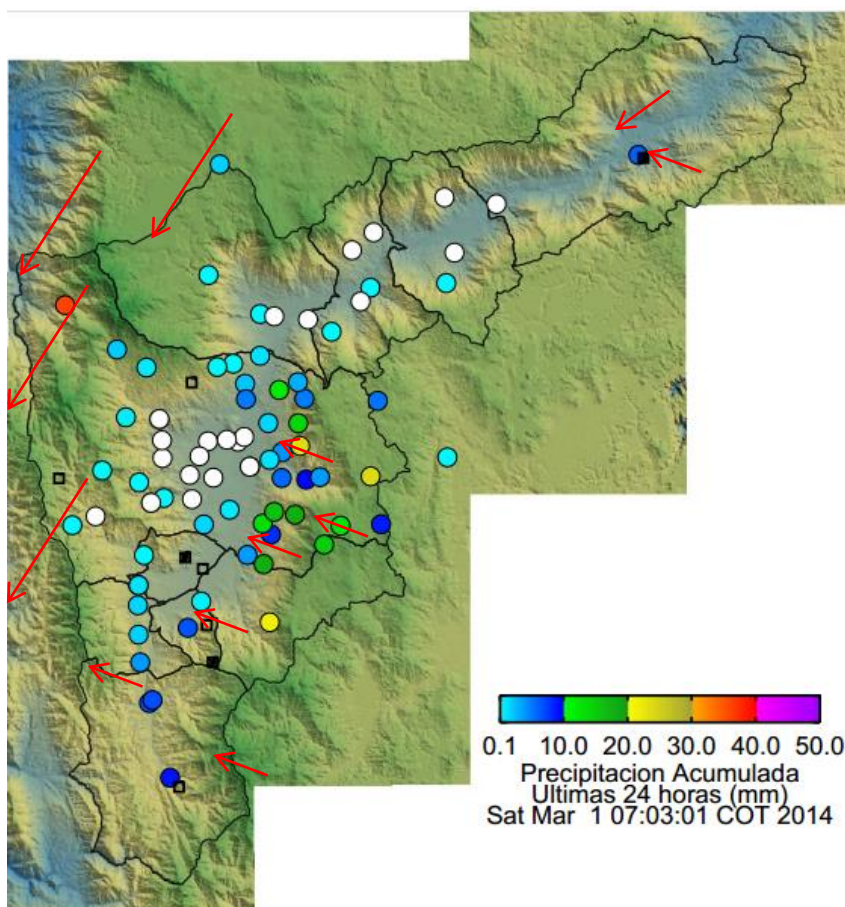 0.1 10.0 20.0 30.0 40.0 50.0
Precipitacion Acumulada
Ultimas 24 horas (mm)
Sat Mar 1 07:03:01 COT 2014